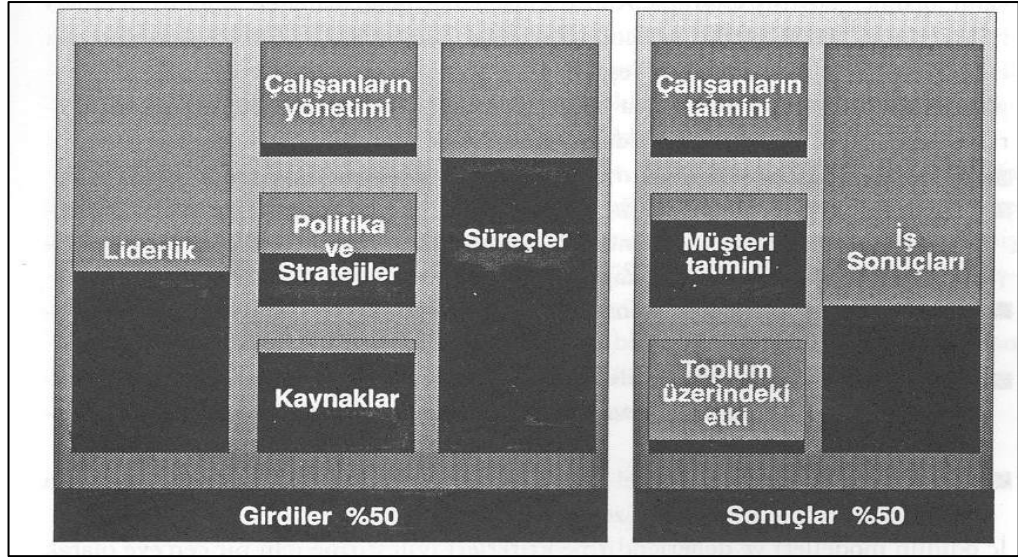 Liderlik
Çalışanların
yönetimi
Politika
ve
Stratejiler
Kaynaklar
Süreçler
Girdiler %50
Çalışanların
tatmini
Müşteri
tatmini
Toplum
üzerindeki
etki
İş
Sonuçları
Sonuçlar %50